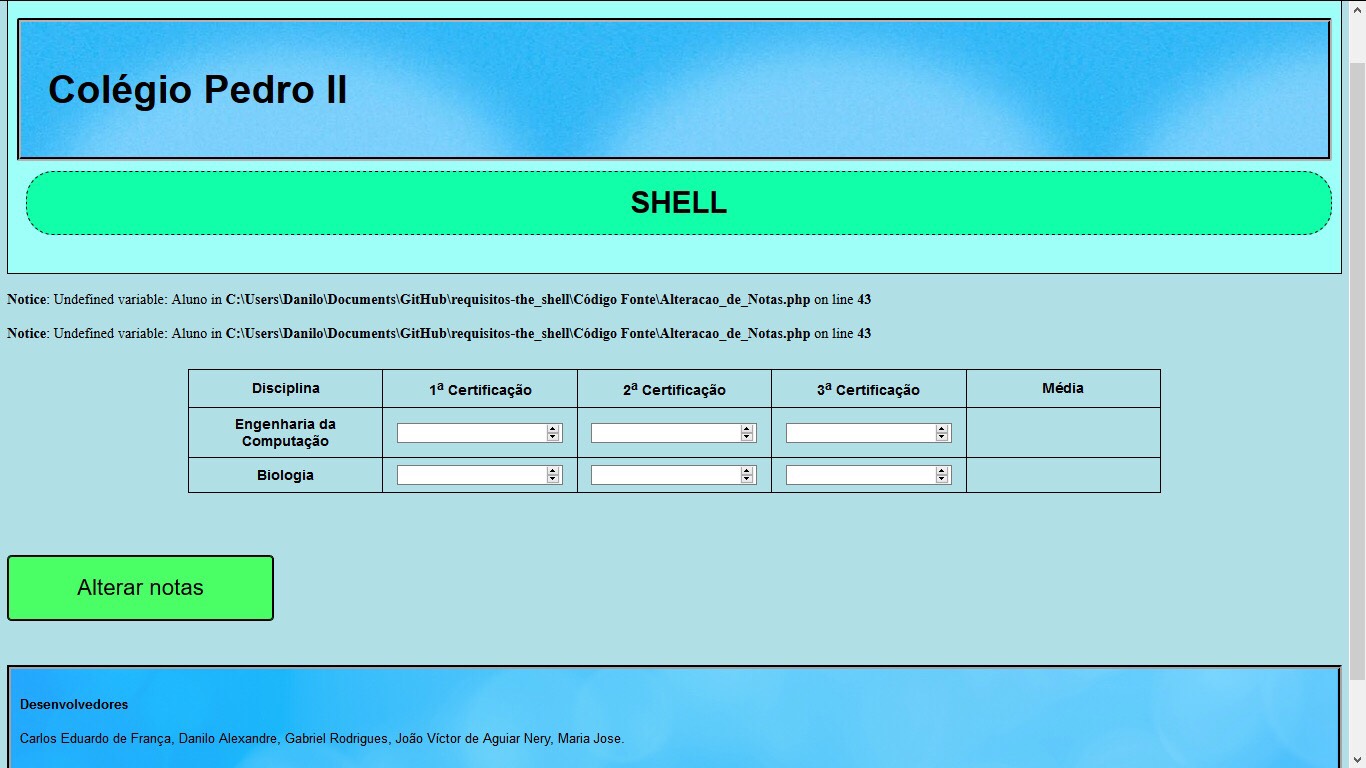 Colégio Pedro II
SHELL
Notice: Undefined variable: Aluno in C:\Users\Danilo\Documents\GitHub\requisitos-the_shell\Código Fonte\Alteracao_de_Notas.php on line 43
Notice: Undefined variable: Aluno in C:\Users\Danilo\Documents\GitHub\requisitos-the_shell\Código Fonte\Alteracao_de_Notas.php on line 43
Disciplina 1ª Certificação 2ª Certificação 3ª Certificação Média
Engenharia da
Computação
Biologia
Alterar notas
Desenvolvedores
Carlos Eduardo de França, Danilo Alexandre, Gabriel Rodrigues, João Víctor de Aguiar Nery, Maria Jose.